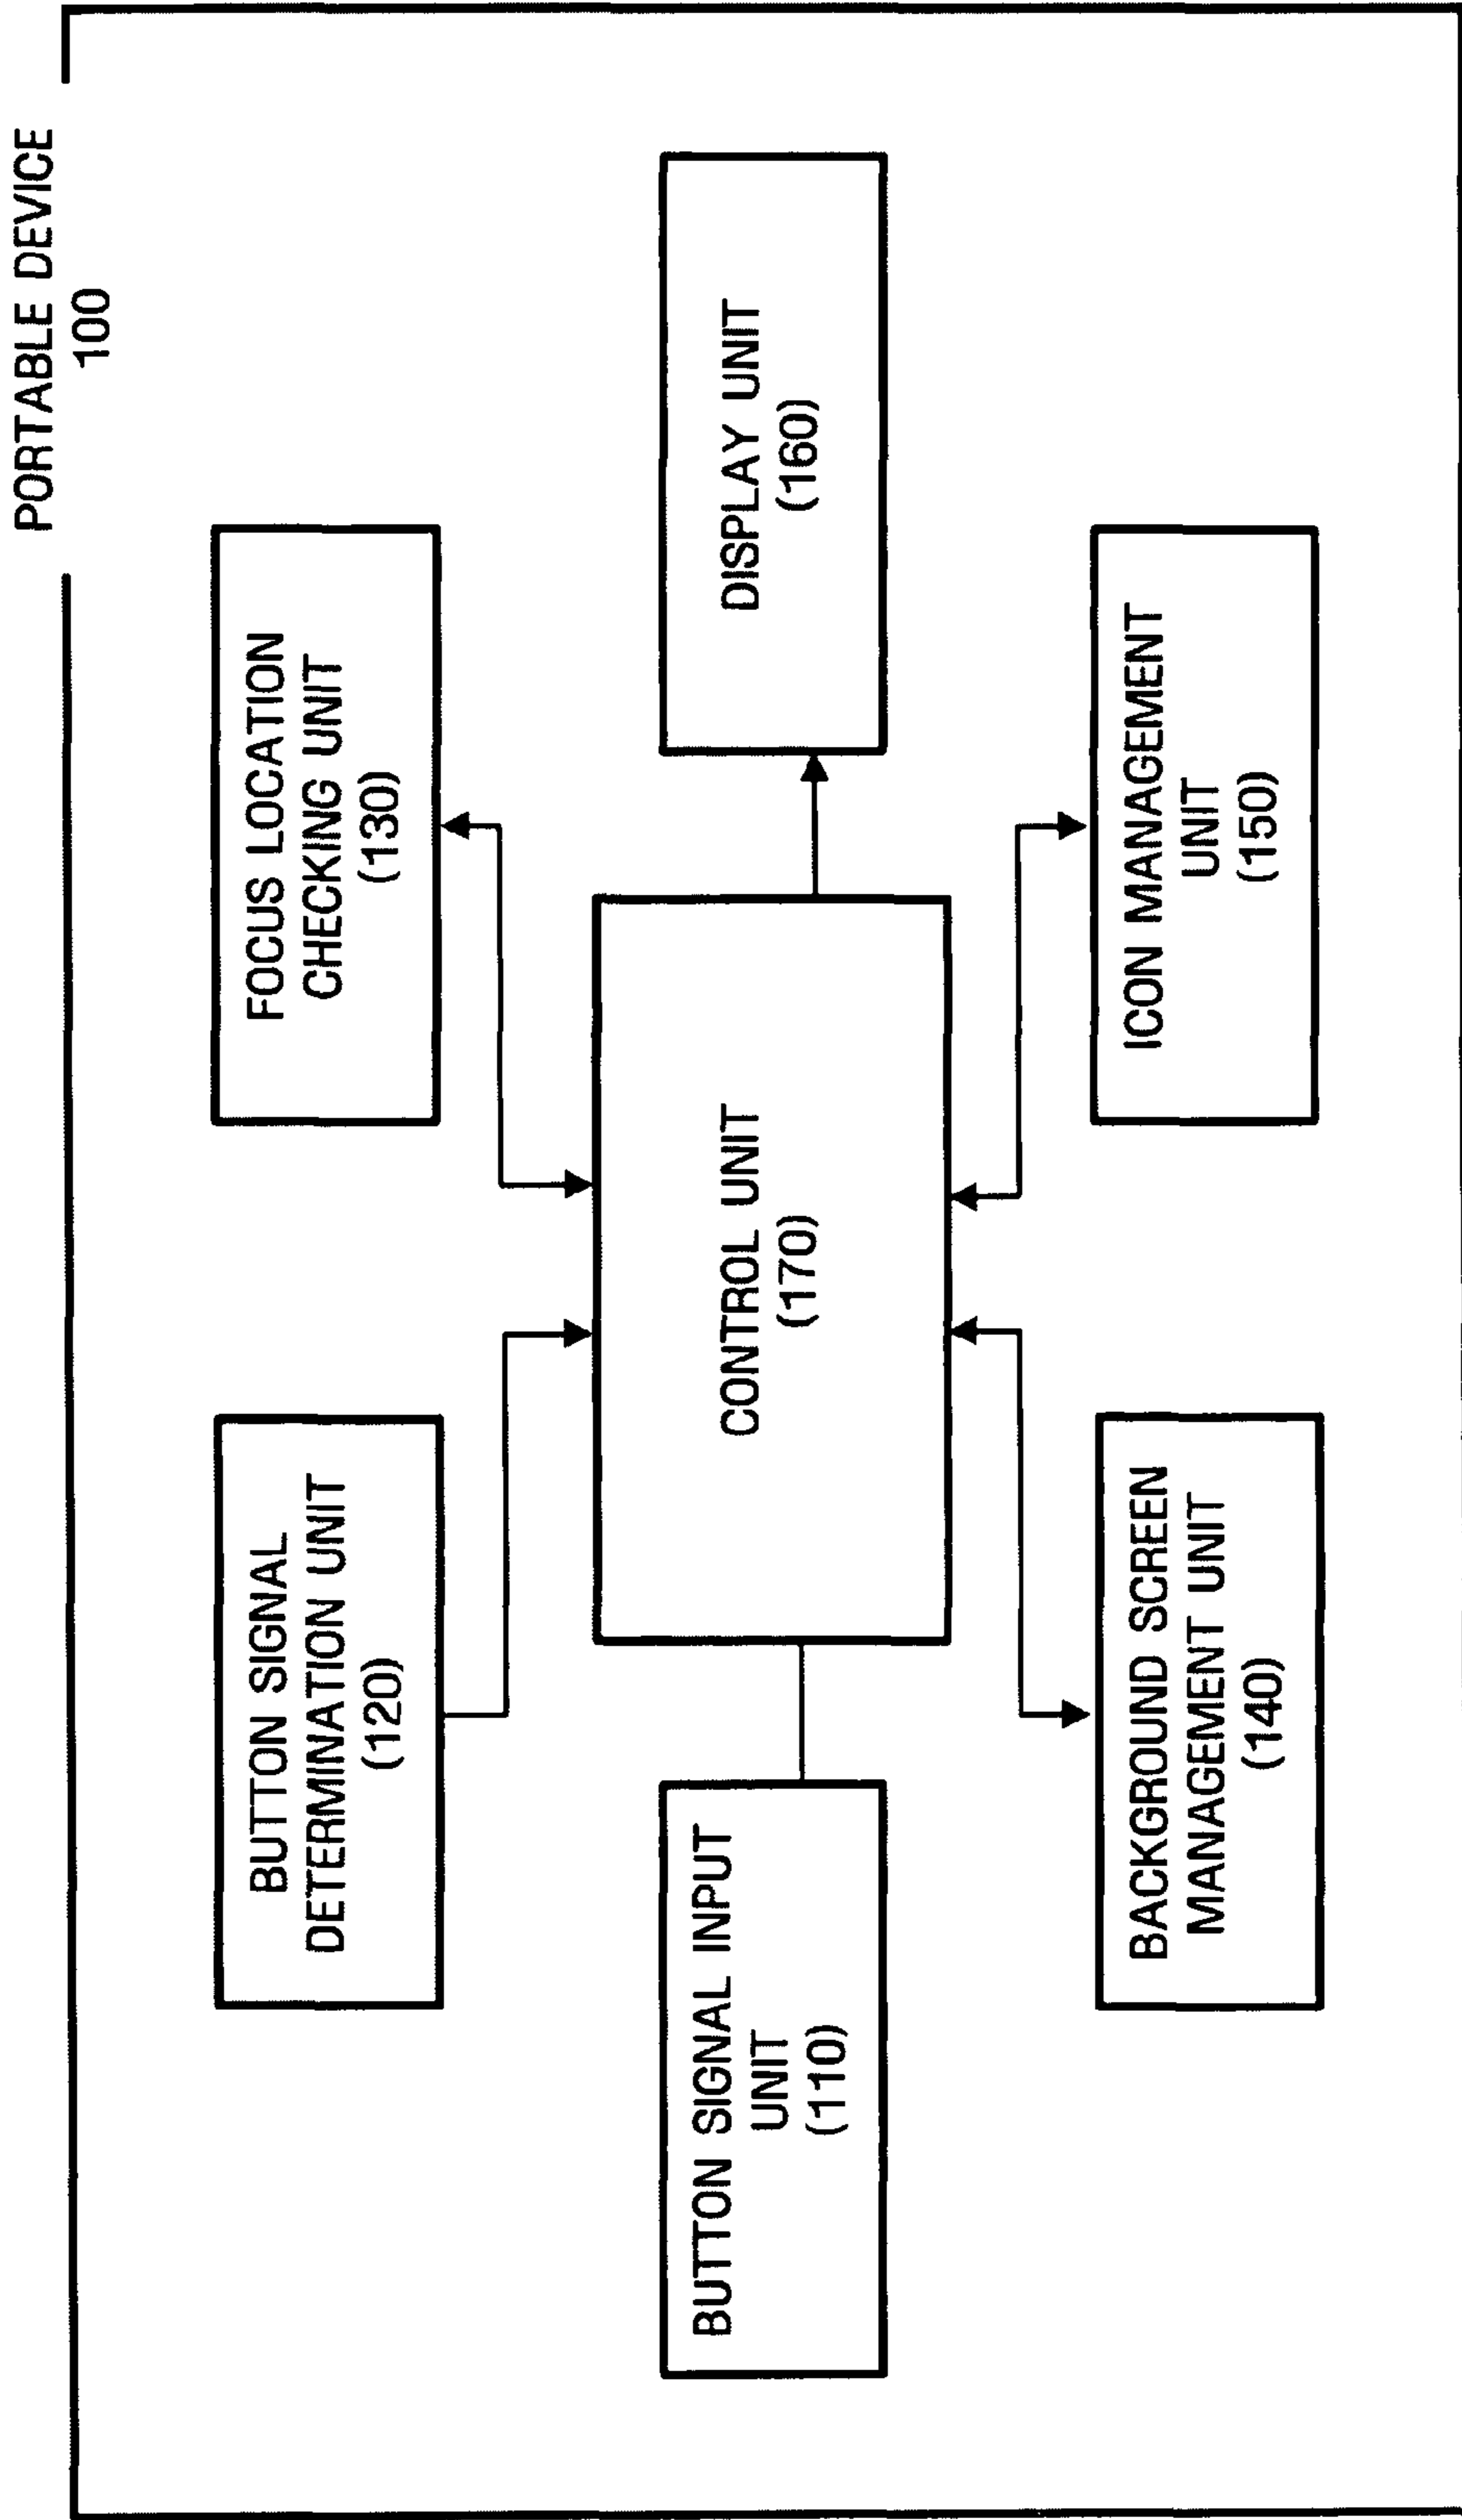 PORTABLE DEVICE
100
BUTTON SIGNAL
DETERMINATION UNIT
(120)
FOCUS LOCATION
CHECKING UNIT
(130)
BUTTON SIGNAL INPUT
UNIT
(110)
CONTROL UNIT
(170)
DISPLAY UNIT
(160)
BACKGROUND SCREEN
MANAGEMENT UNIT
(140)
ICON MANAGEMENT
UNIT
(150)